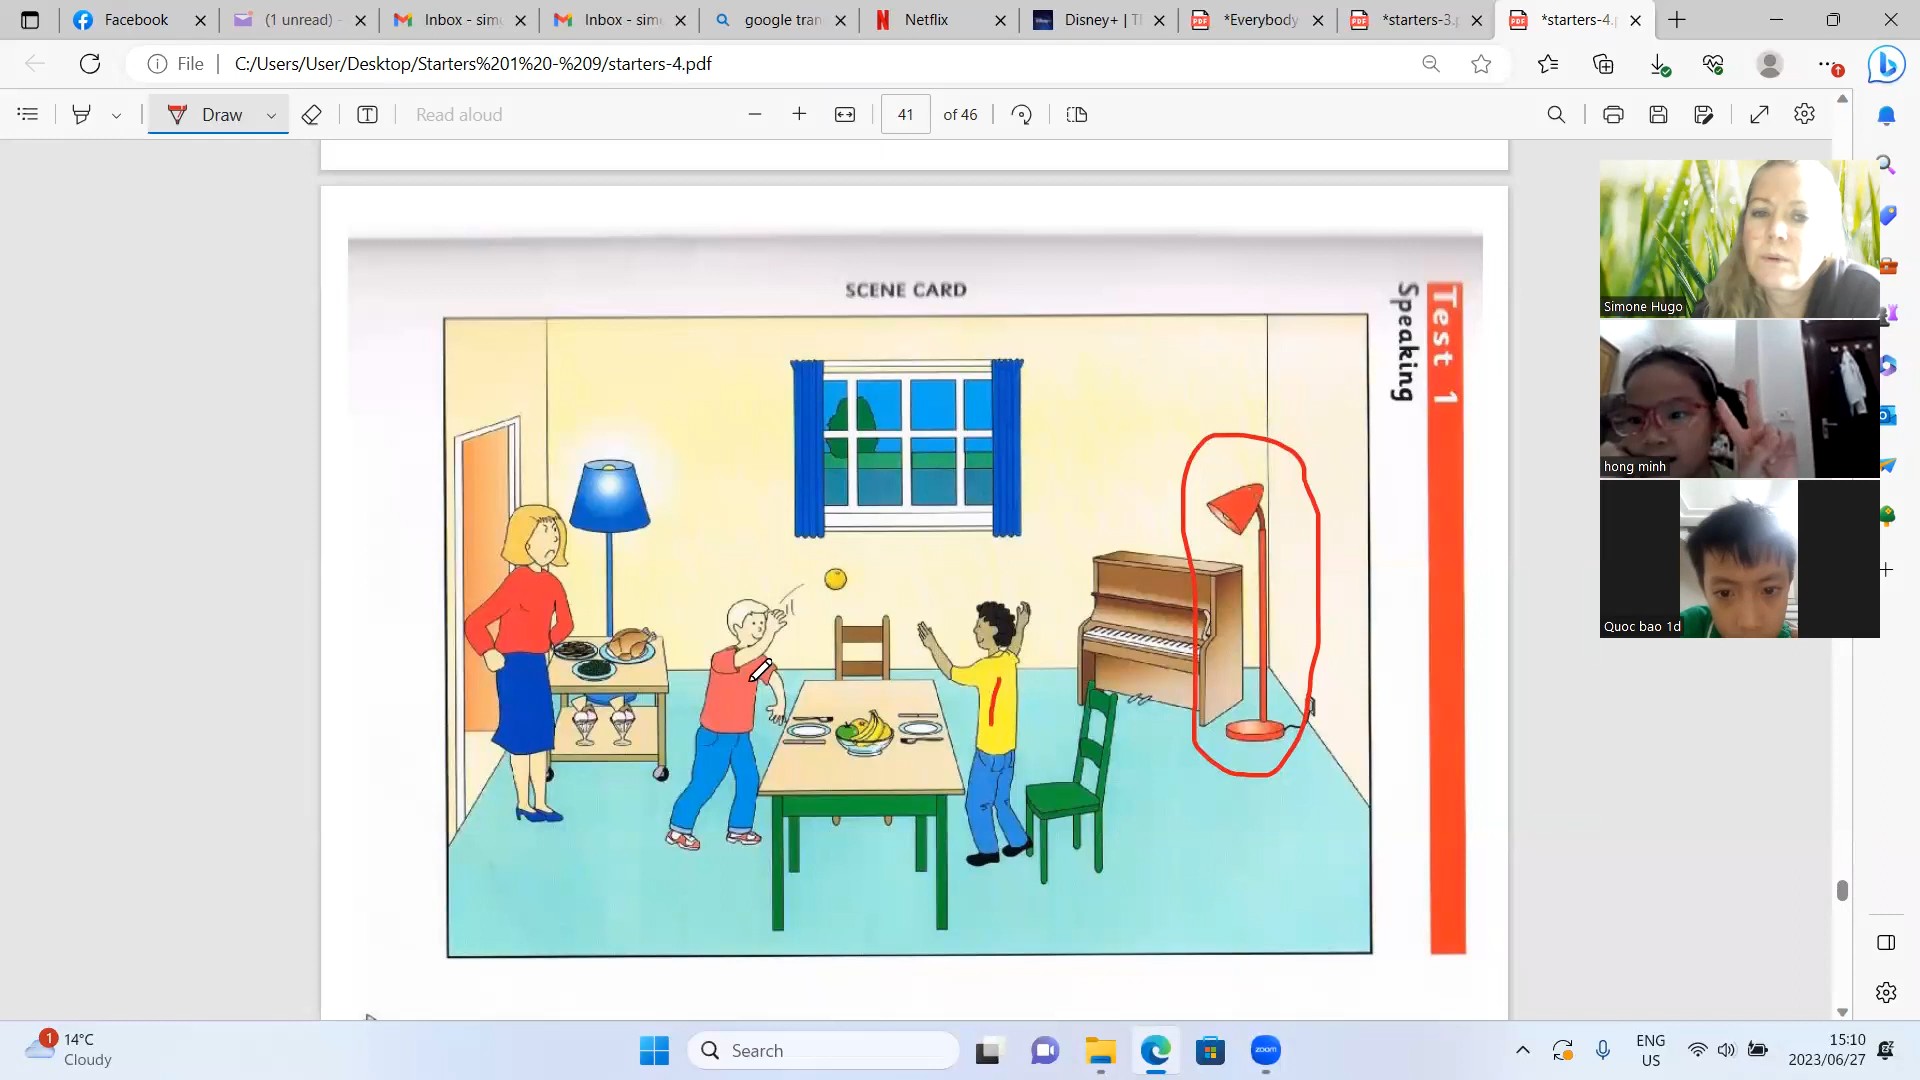 Facebook
(1 unread) -
Inbox - sim
Inbox - sim
google tran
Netflix
Disney+ | T
*Everybody
*starters-3.p
*starters-4.p
File
C:/Users/User/Desktop/Starters%201%20-%209/starters-4.pdf
Draw
Read aloud
41
of 46
SCENE CARD
Test 1
Speaking
Simone Hugo
hong minh
Quoc bao 1d
1
14°C
Cloudy
Search
zoom
ENG
US
15:10
2023/06/27